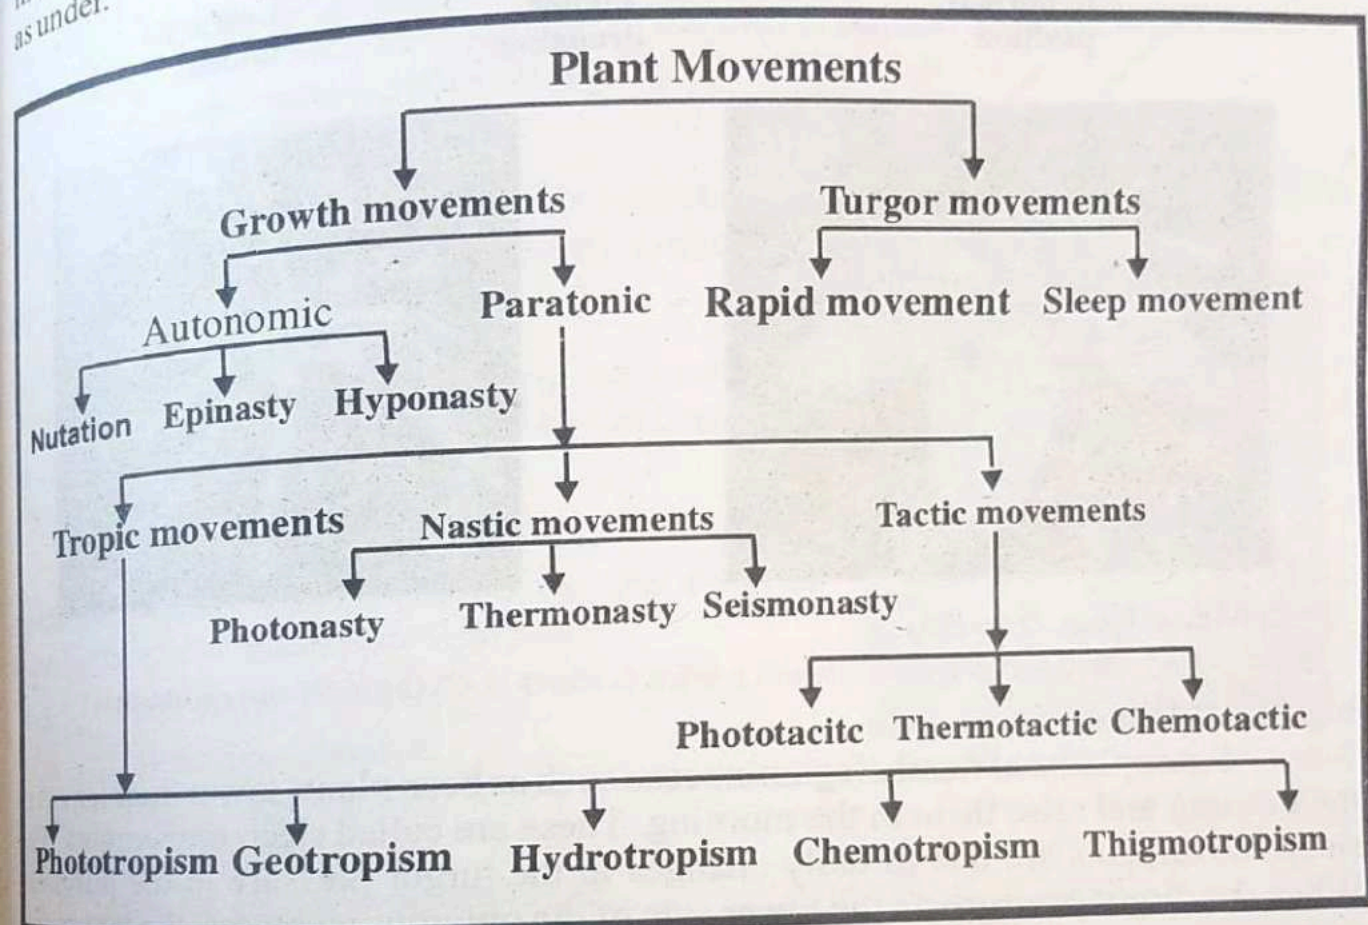 as under.
Plant Movements
Growth movements Turgor movements
Autonomic Paratonic Rapid movement Sleep movement
Nutation Epinasty Hyponasty
Tropic movements Nastic movements Tactic movements
Photonasty Thermonasty Seismonasty
Phototacitc Thermotactic Chemotactic
Phototropism Geotropism Hydrotropism Chemotropism Thigmotropism